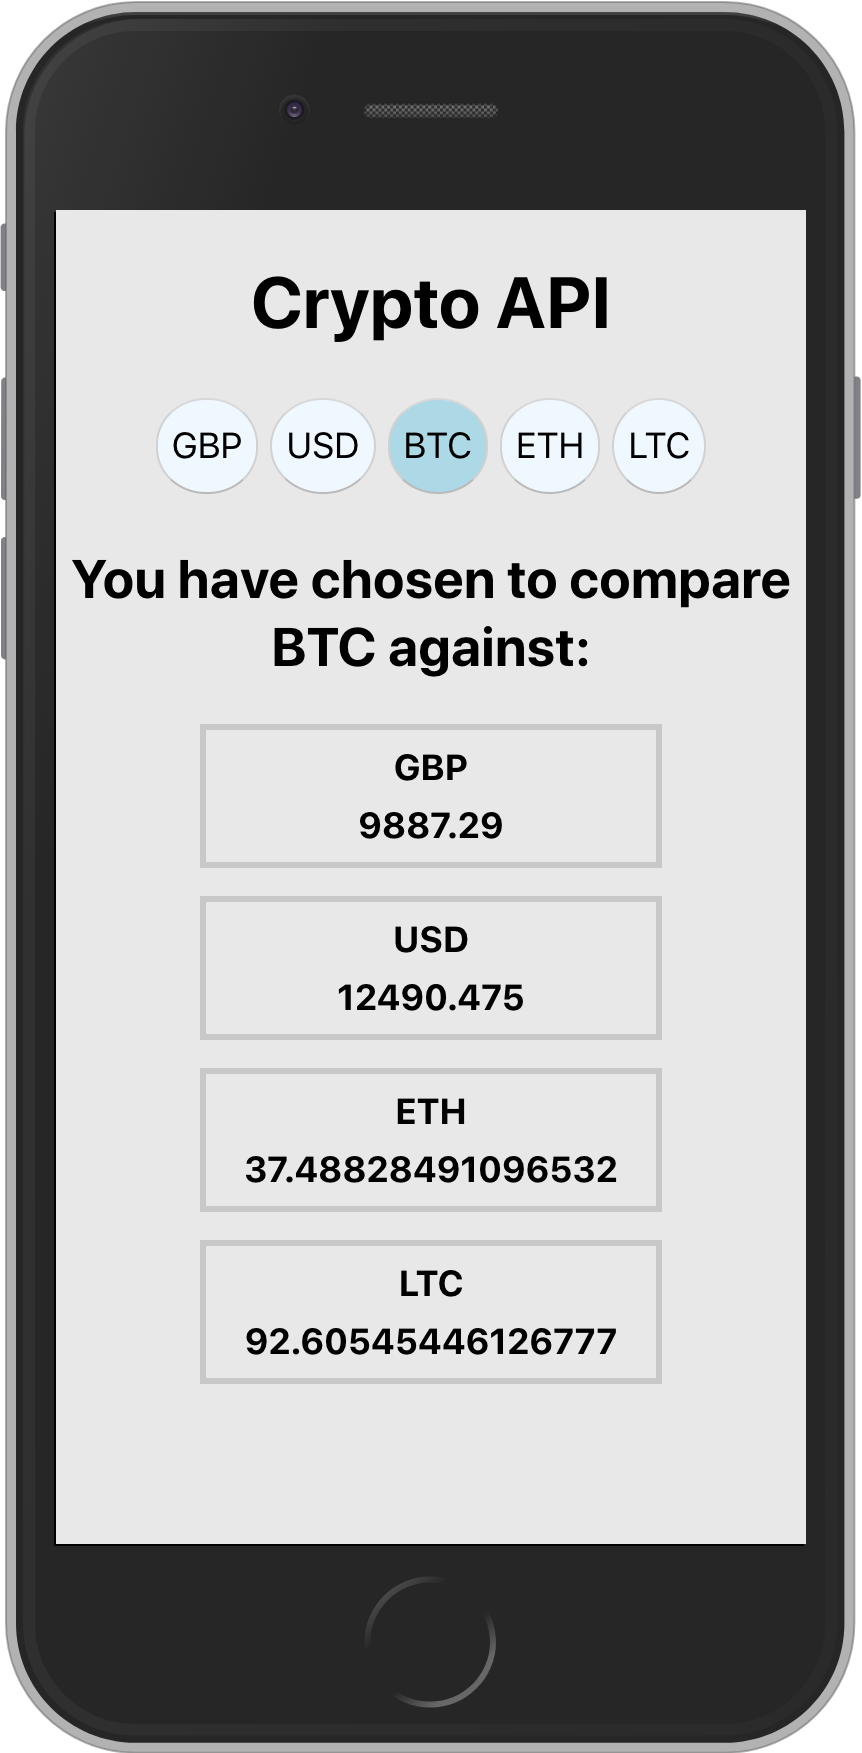 Crypto API
GBP USD BTC ETH LTC
You have chosen to compare
BTC against:
GBP
9887.29
USD
12490.475
ETH
37.48828491096532
LTC
92.60545446126777